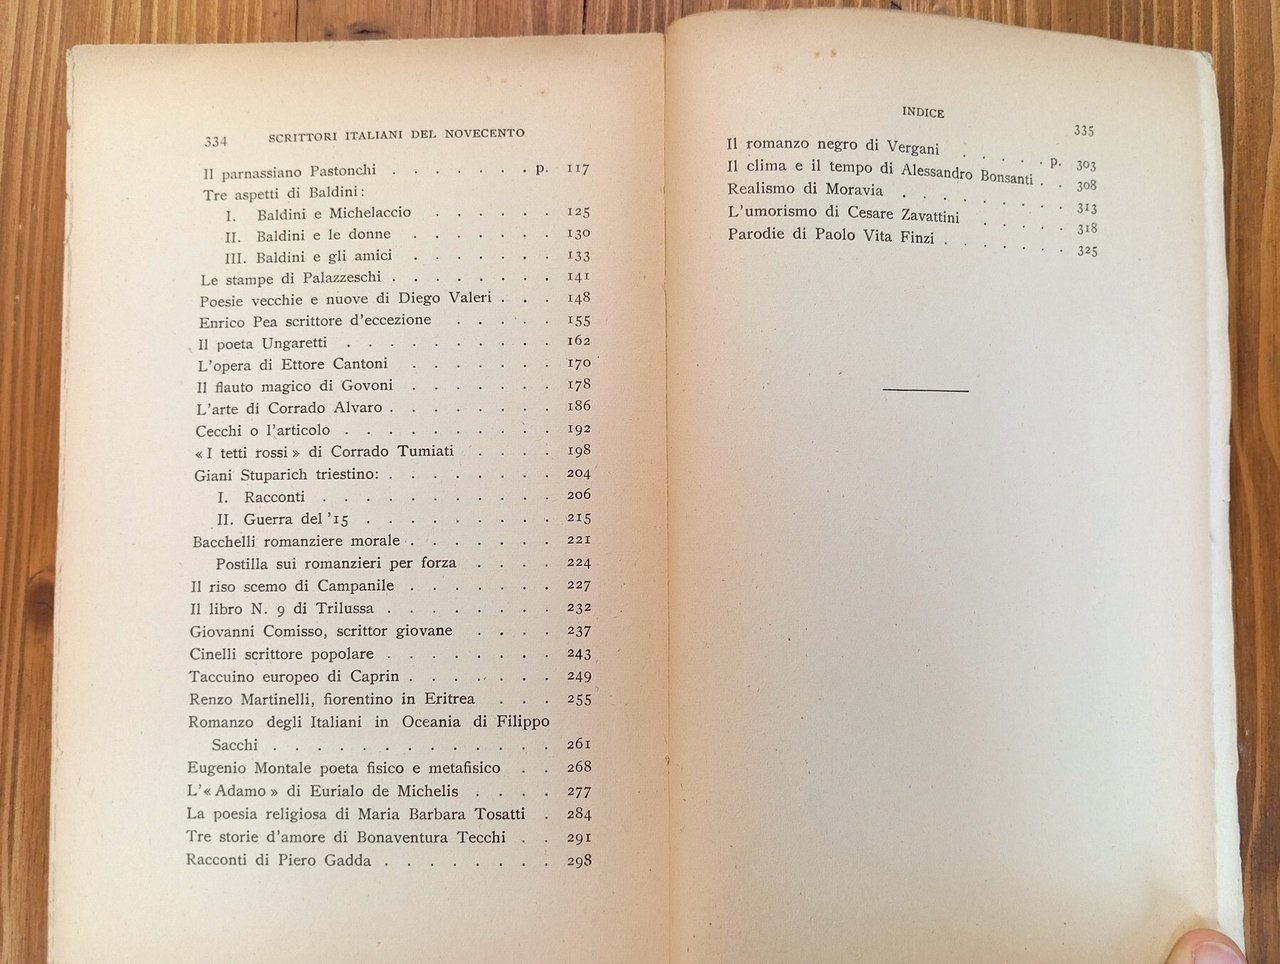 334 SCRITTORI ITALIANI DEL NOVECENTO
Il parnassiano Pastonchi . . . . . . . p. 117
Tre aspetti di Baldini:
I. Baldini e Michelaccio . . . . . . 125
II. Baldini e le donne . . . . . . . 130
III. Baldini e gli amici . . . . . . . 133
Le stampe di Palazzeschi . . . . . . . . 141
Poesie vecchie e nuove di Diego Valeri . . . 148
Enrico Pea scrittore d'eccezione . . . . . 155
Il poeta Ungaretti . . . . . . . . . . 162
L'opera di Ettore Cantoni . . . . . . . 170
Il flauto magico di Govoni . . . . . . . 178
L'arte di Corrado Alvaro . . . . . . . . 186
Cecchi o l'articolo . . . . . . . . . . 192
« I tetti rossi » di Corrado Tumiati . . . . 198
Giani Stuparich triestino: . . . . . . . . 204
I. Racconti . . . . . . . . . . . 206
II. Guerra del '15 . . . . . . . . . 215
Bacchelli romanziere morale . . . . . . . 221
Postilla sui romanzieri per forza . . . . 224
Il riso scemo di Campanile . . . . . . . 227
Il libro N. 9 di Trilussa . . . . . . . . 232
Giovanni Comisso, scrittor giovane . . . . 237
Cinelli scrittore popolare . . . . . . . . 243
Taccuino europeo di Caprin . . . . . . . 249
Renzo Martinelli, fiorentino in Eritrea . . . 255
Romanzo degli Italiani in Oceania di Filippo
Sacchi . . . . . . . . . . . . . 261
Eugenio Montale poeta fisico e metafisico . . 268
L'« Adamo » di Eurialo de Michelis . . . . 277
La poesia religiosa di Maria Barbara Tosatti . 284
Tre storie d'amore di Bonaventura Tecchi . . 291
Racconti di Piero Gadda . . . . . . . . 298
INDICE 335
Il romanzo negro di Vergani . . . . . p. 303
Il clima e il tempo di Alessandro Bonsanti . . 308
Realismo di Moravia . . . . . . . . . 313
L'umorismo di Cesare Zavattini . . . . . 318
Parodie di Paolo Vita Finzi . . . . . . . 325